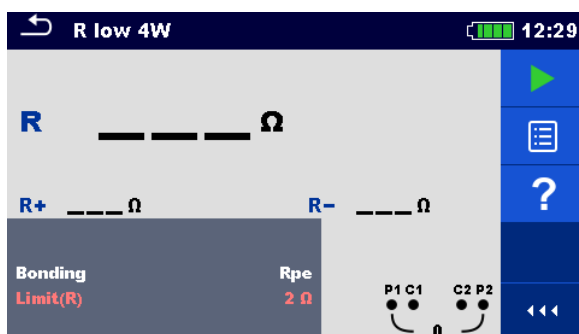 R low 4W 12:29
R ___ Ω
?
R+ ___ Ω R- ___ Ω
Bonding Rpe
Limit(R) 2 Ω
P1 C1 C2 P2
Ω